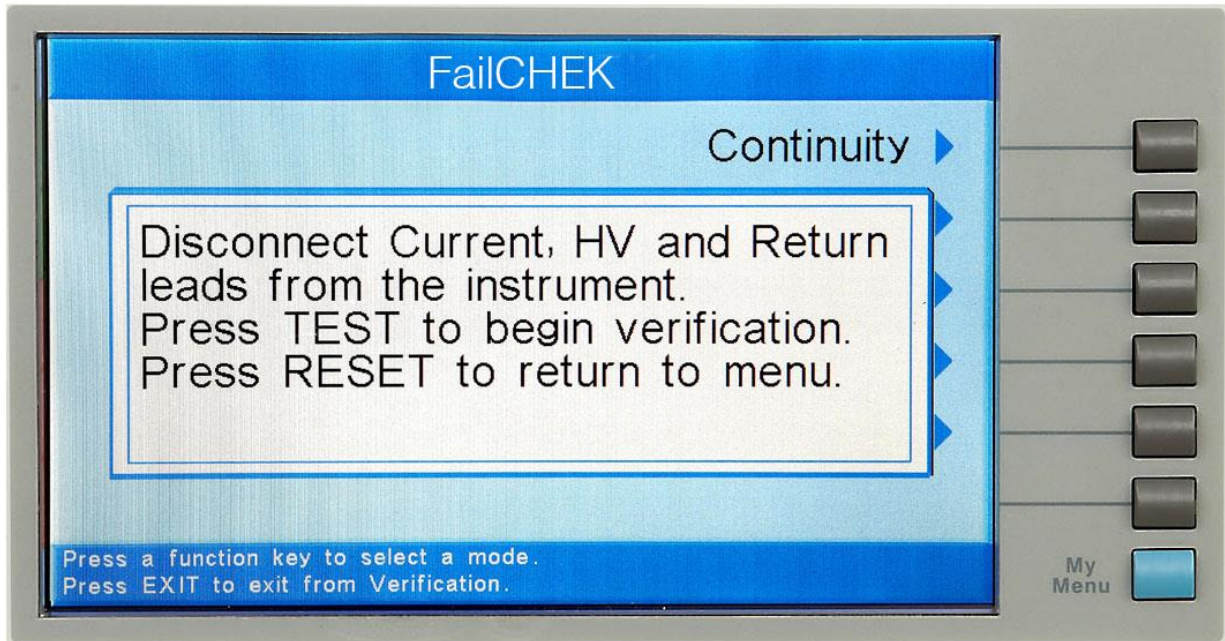 FailCHEK
Continuity
Disconnect Current, HV and Return
leads from the instrument.
Press TEST to begin verification.
Press RESET to return to menu.
Press a function key to select a mode.
Press EXIT to exit from Verification.
My
Menu